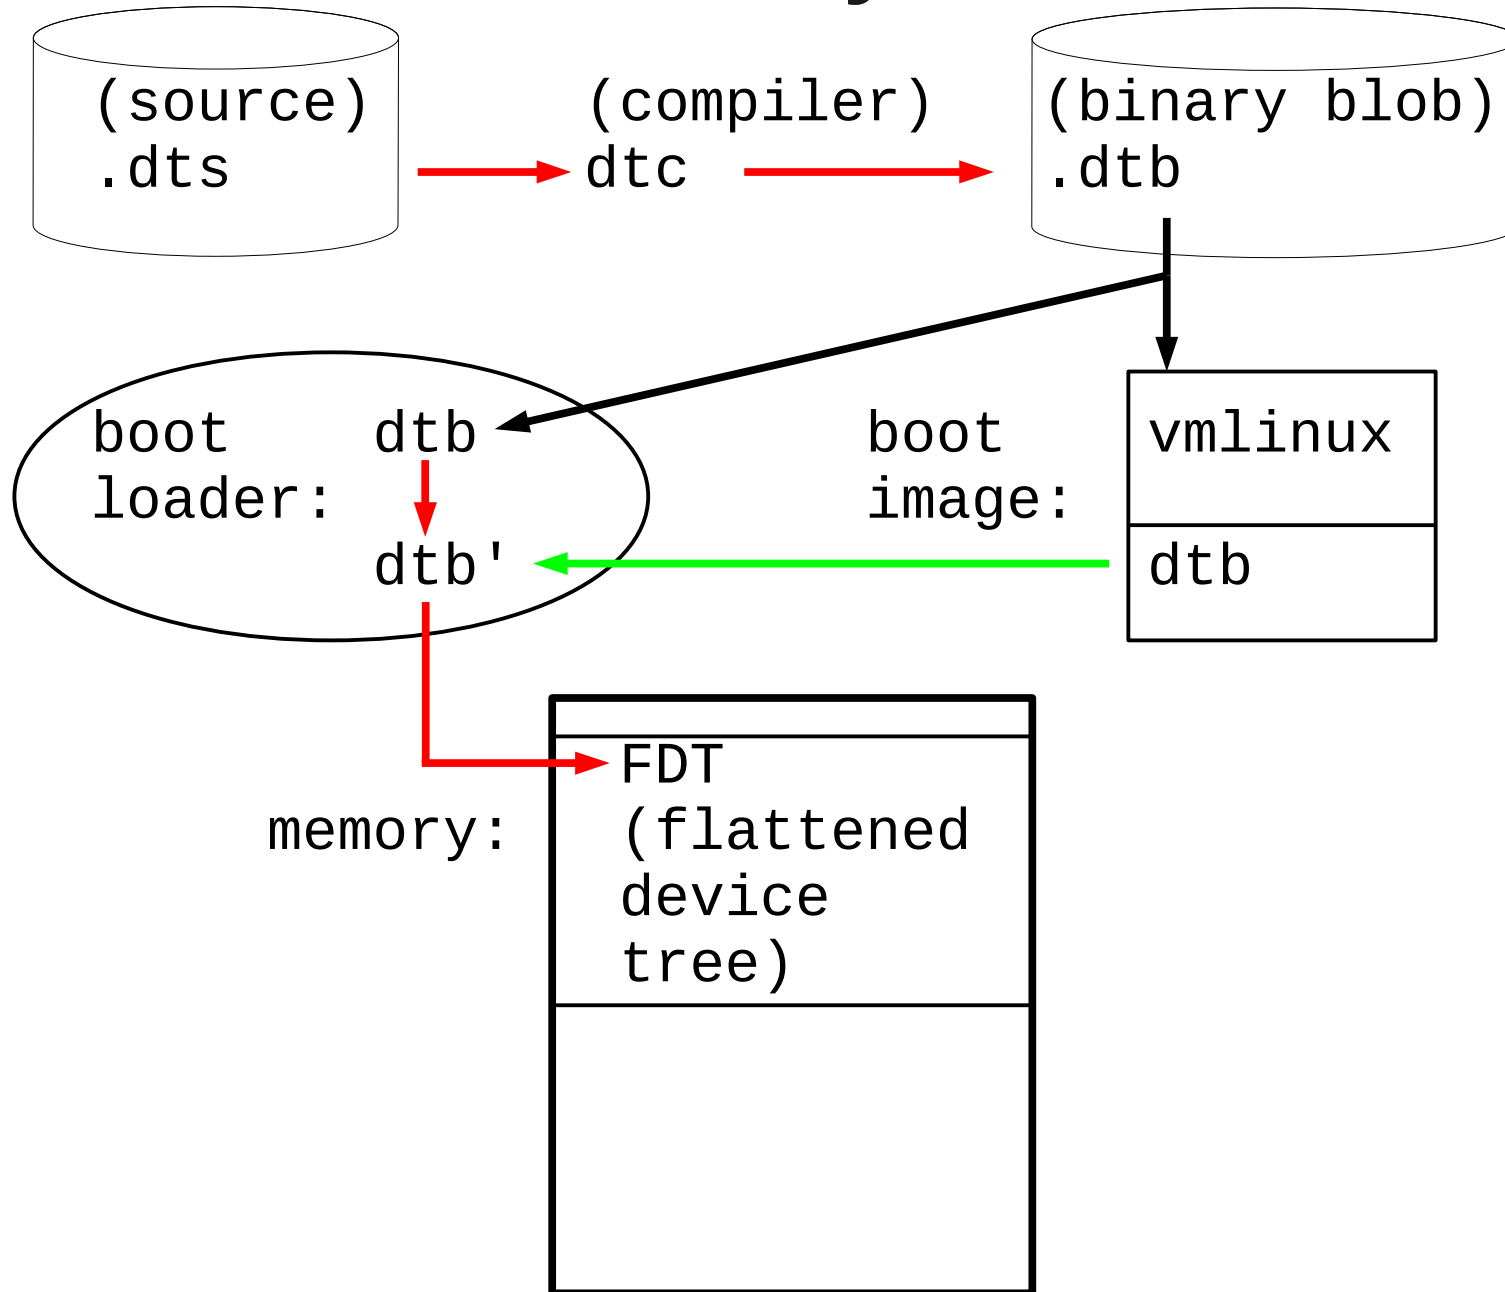 (source)
.dts
(compiler)
dtc
(binary blob)
.dtb
boot
loader:
dtb
dtb'
boot
image:
vmlinux
dtb
memory:
FDT
(flattened
device
tree)